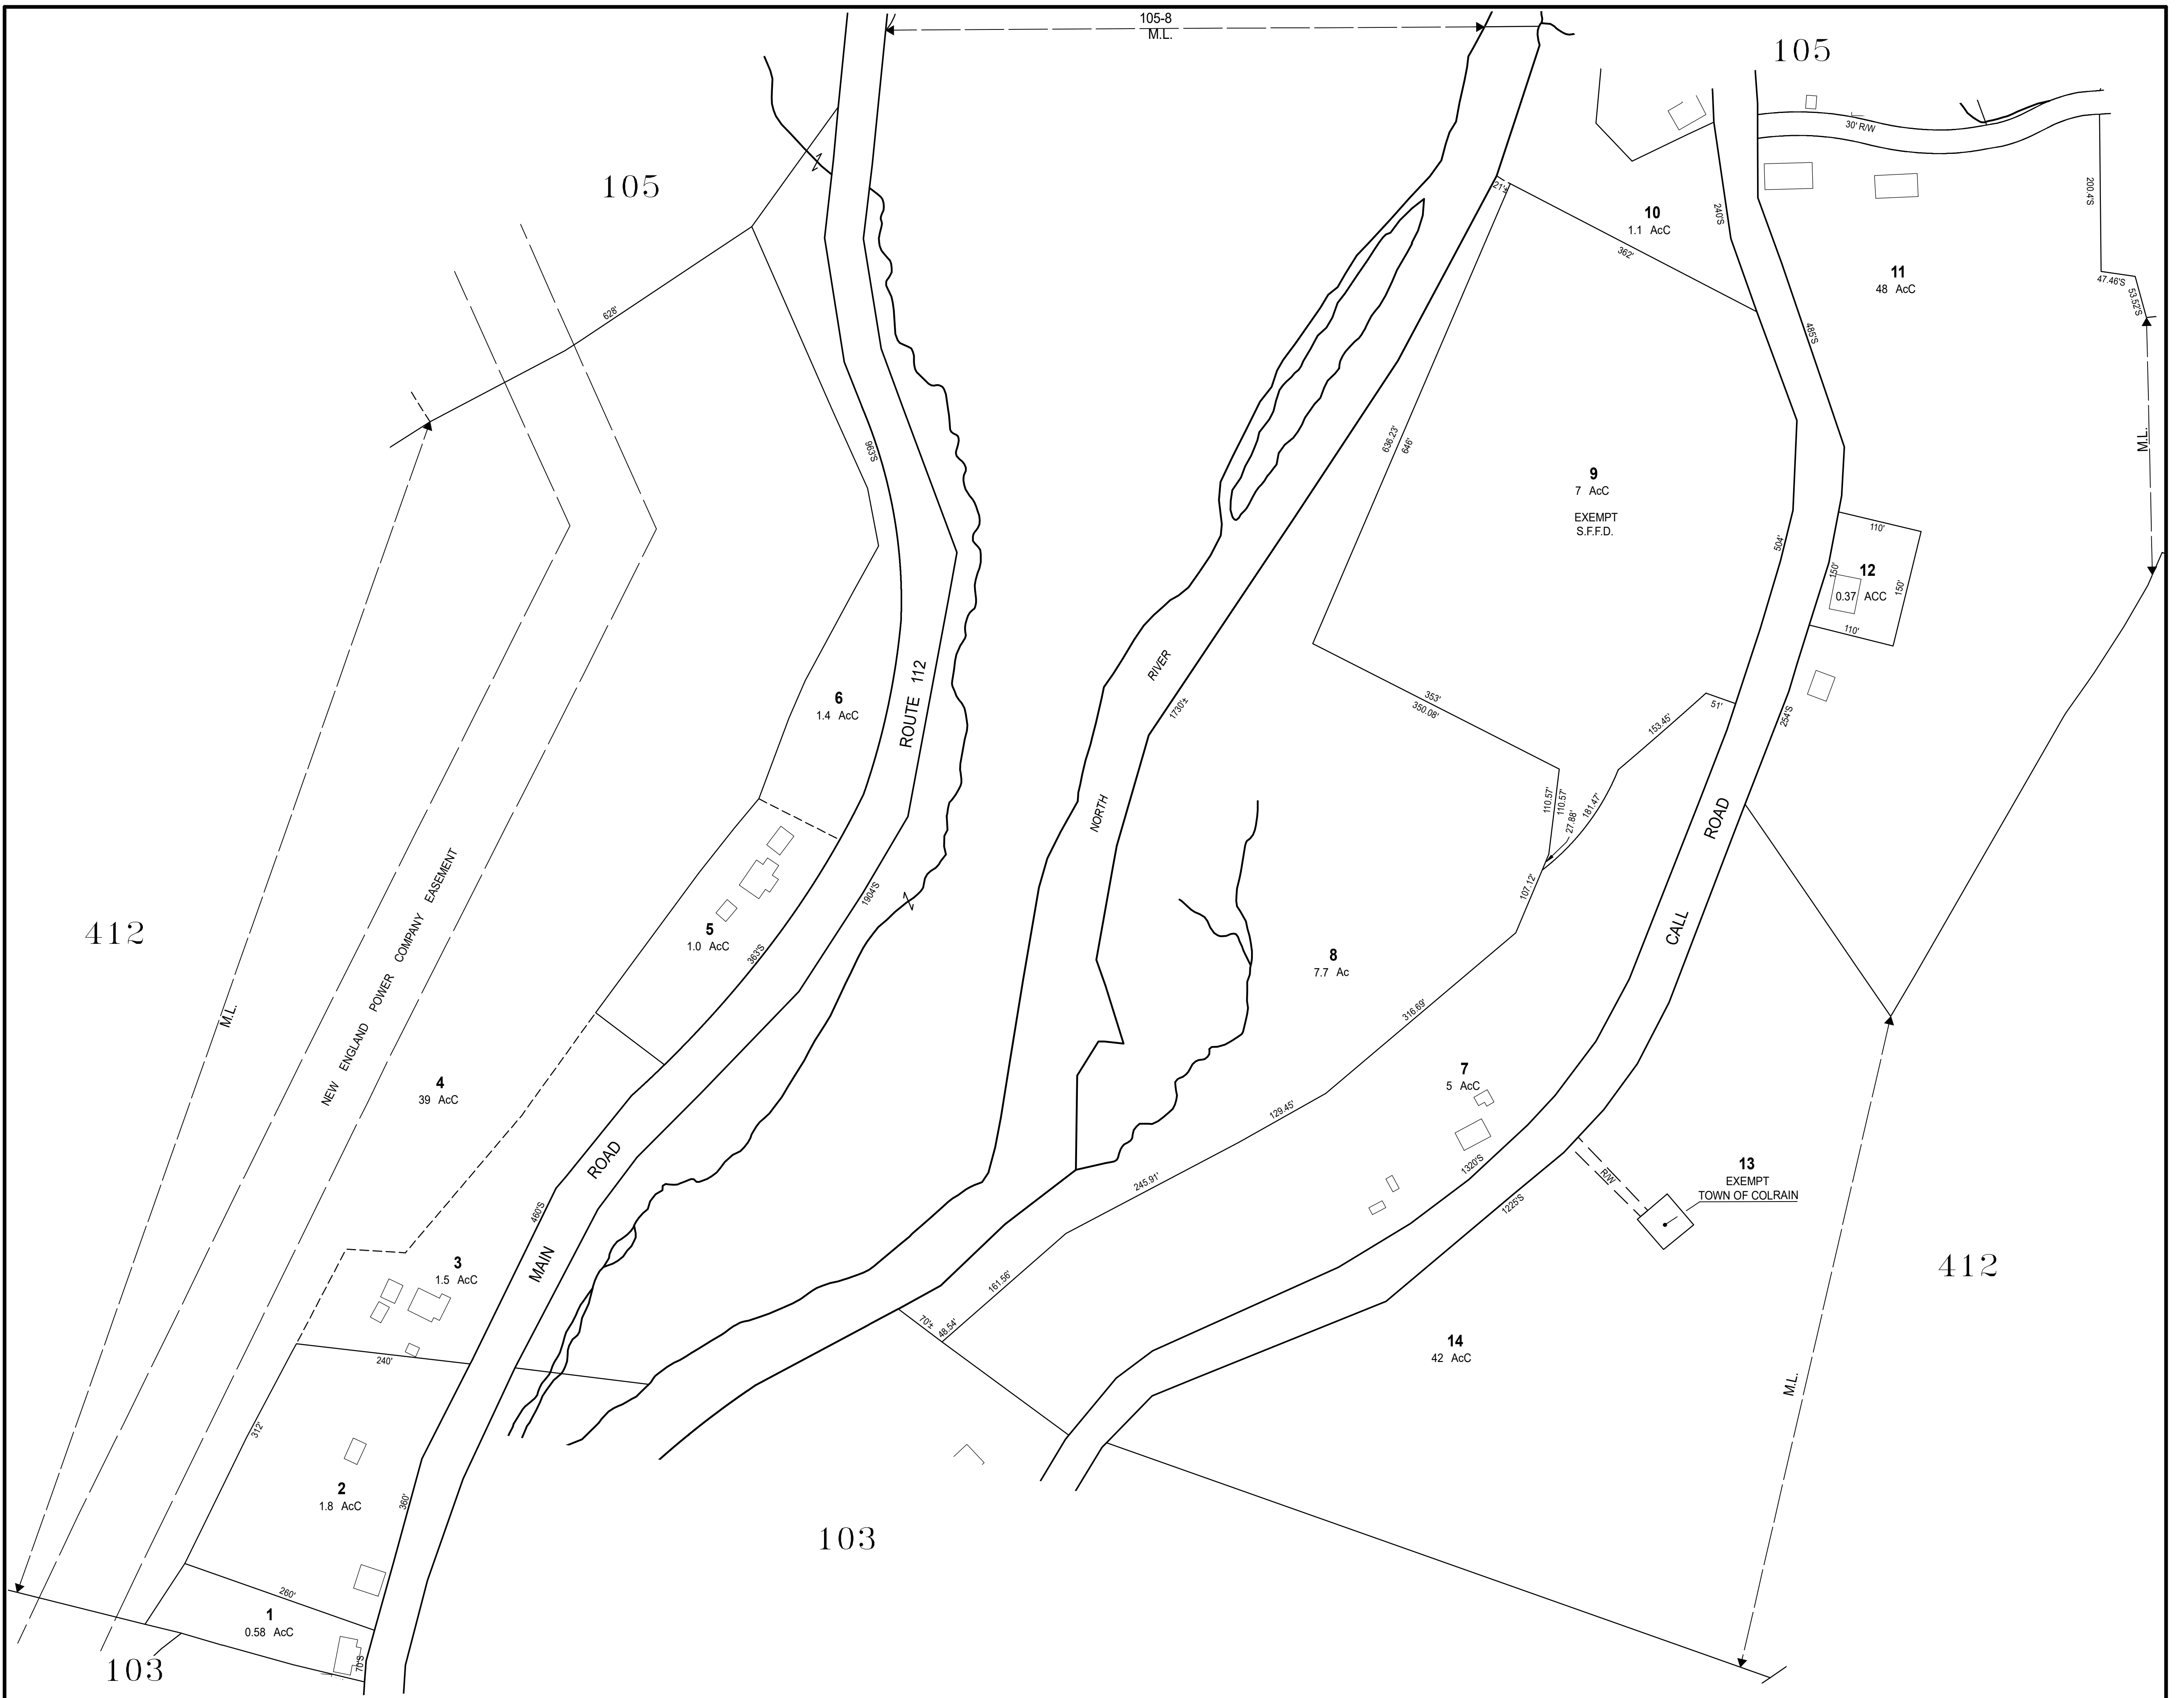 105-8
M.L.
105
30' R/W
105
21'±
10
1.1 AcC
240'S
362'
200.4'S
11
48 AcC
47.46'S
53.52'S
628'
485'S
M.L.
963'S
636.23'
646'
9
7 AcC
EXEMPT
S.F.F.D.
504'
110'
12
150'
0.37 ACC
150'
110'
RIVER
6
1.4 AcC
ROUTE 112
1730'±
353'
350.08'
51'
153.45'
254'S
110.57'
110.57'
27.88'
181.47'
NORTH
ROAD
NEW ENGLAND POWER COMPANY EASEMENT
1904'S
107.12'
412
5
1.0 AcC
363'S
CALL
8
7.7 Ac
M.L.
316.69'
4
39 AcC
7
5 AcC
129.45'
ROAD
1320'S
R/W
13
EXEMPT
TOWN OF COLRAIN
245.91'
460'S
1225'S
MAIN
3
1.5 AcC
412
161.56'
70'±
48.54'
14
42 AcC
240'
M.L.
312'
2
1.8 AcC
360'
103
260'
1
0.58 AcC
70'S
103